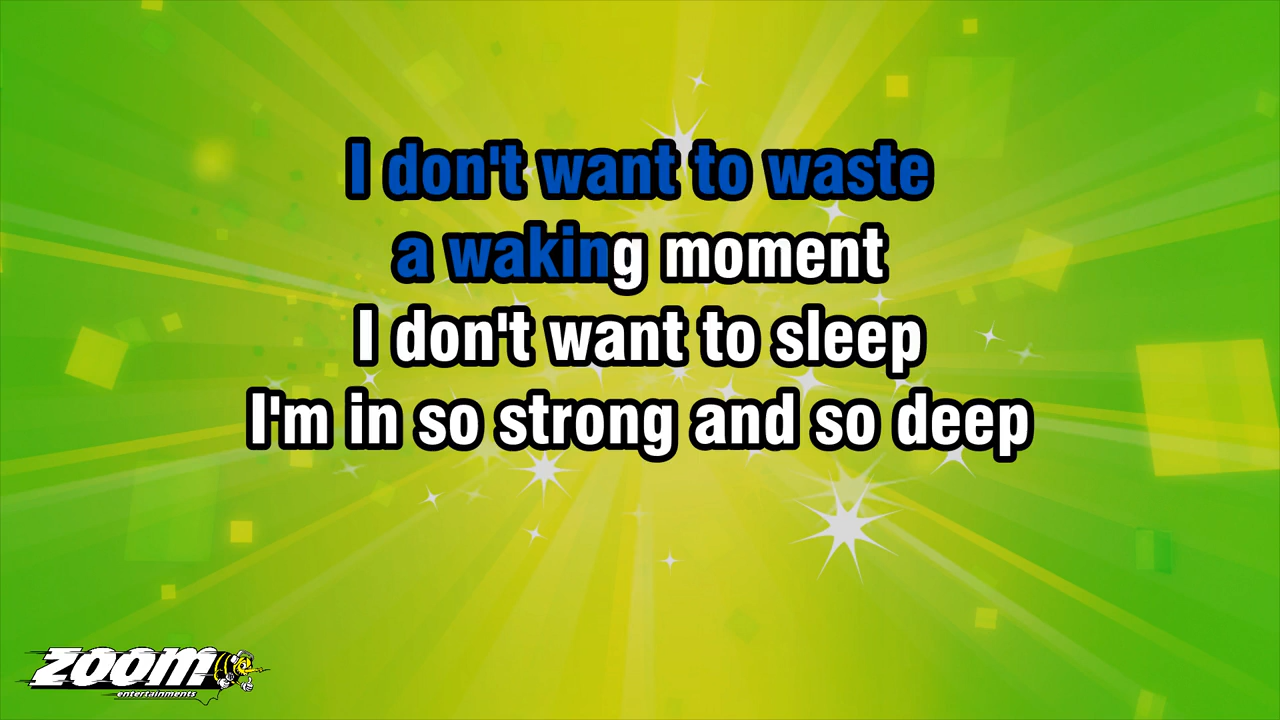 I don't want to waste
a waking moment
I don't want to sleep
I'm in so strong and so deep
zoom
entertainments